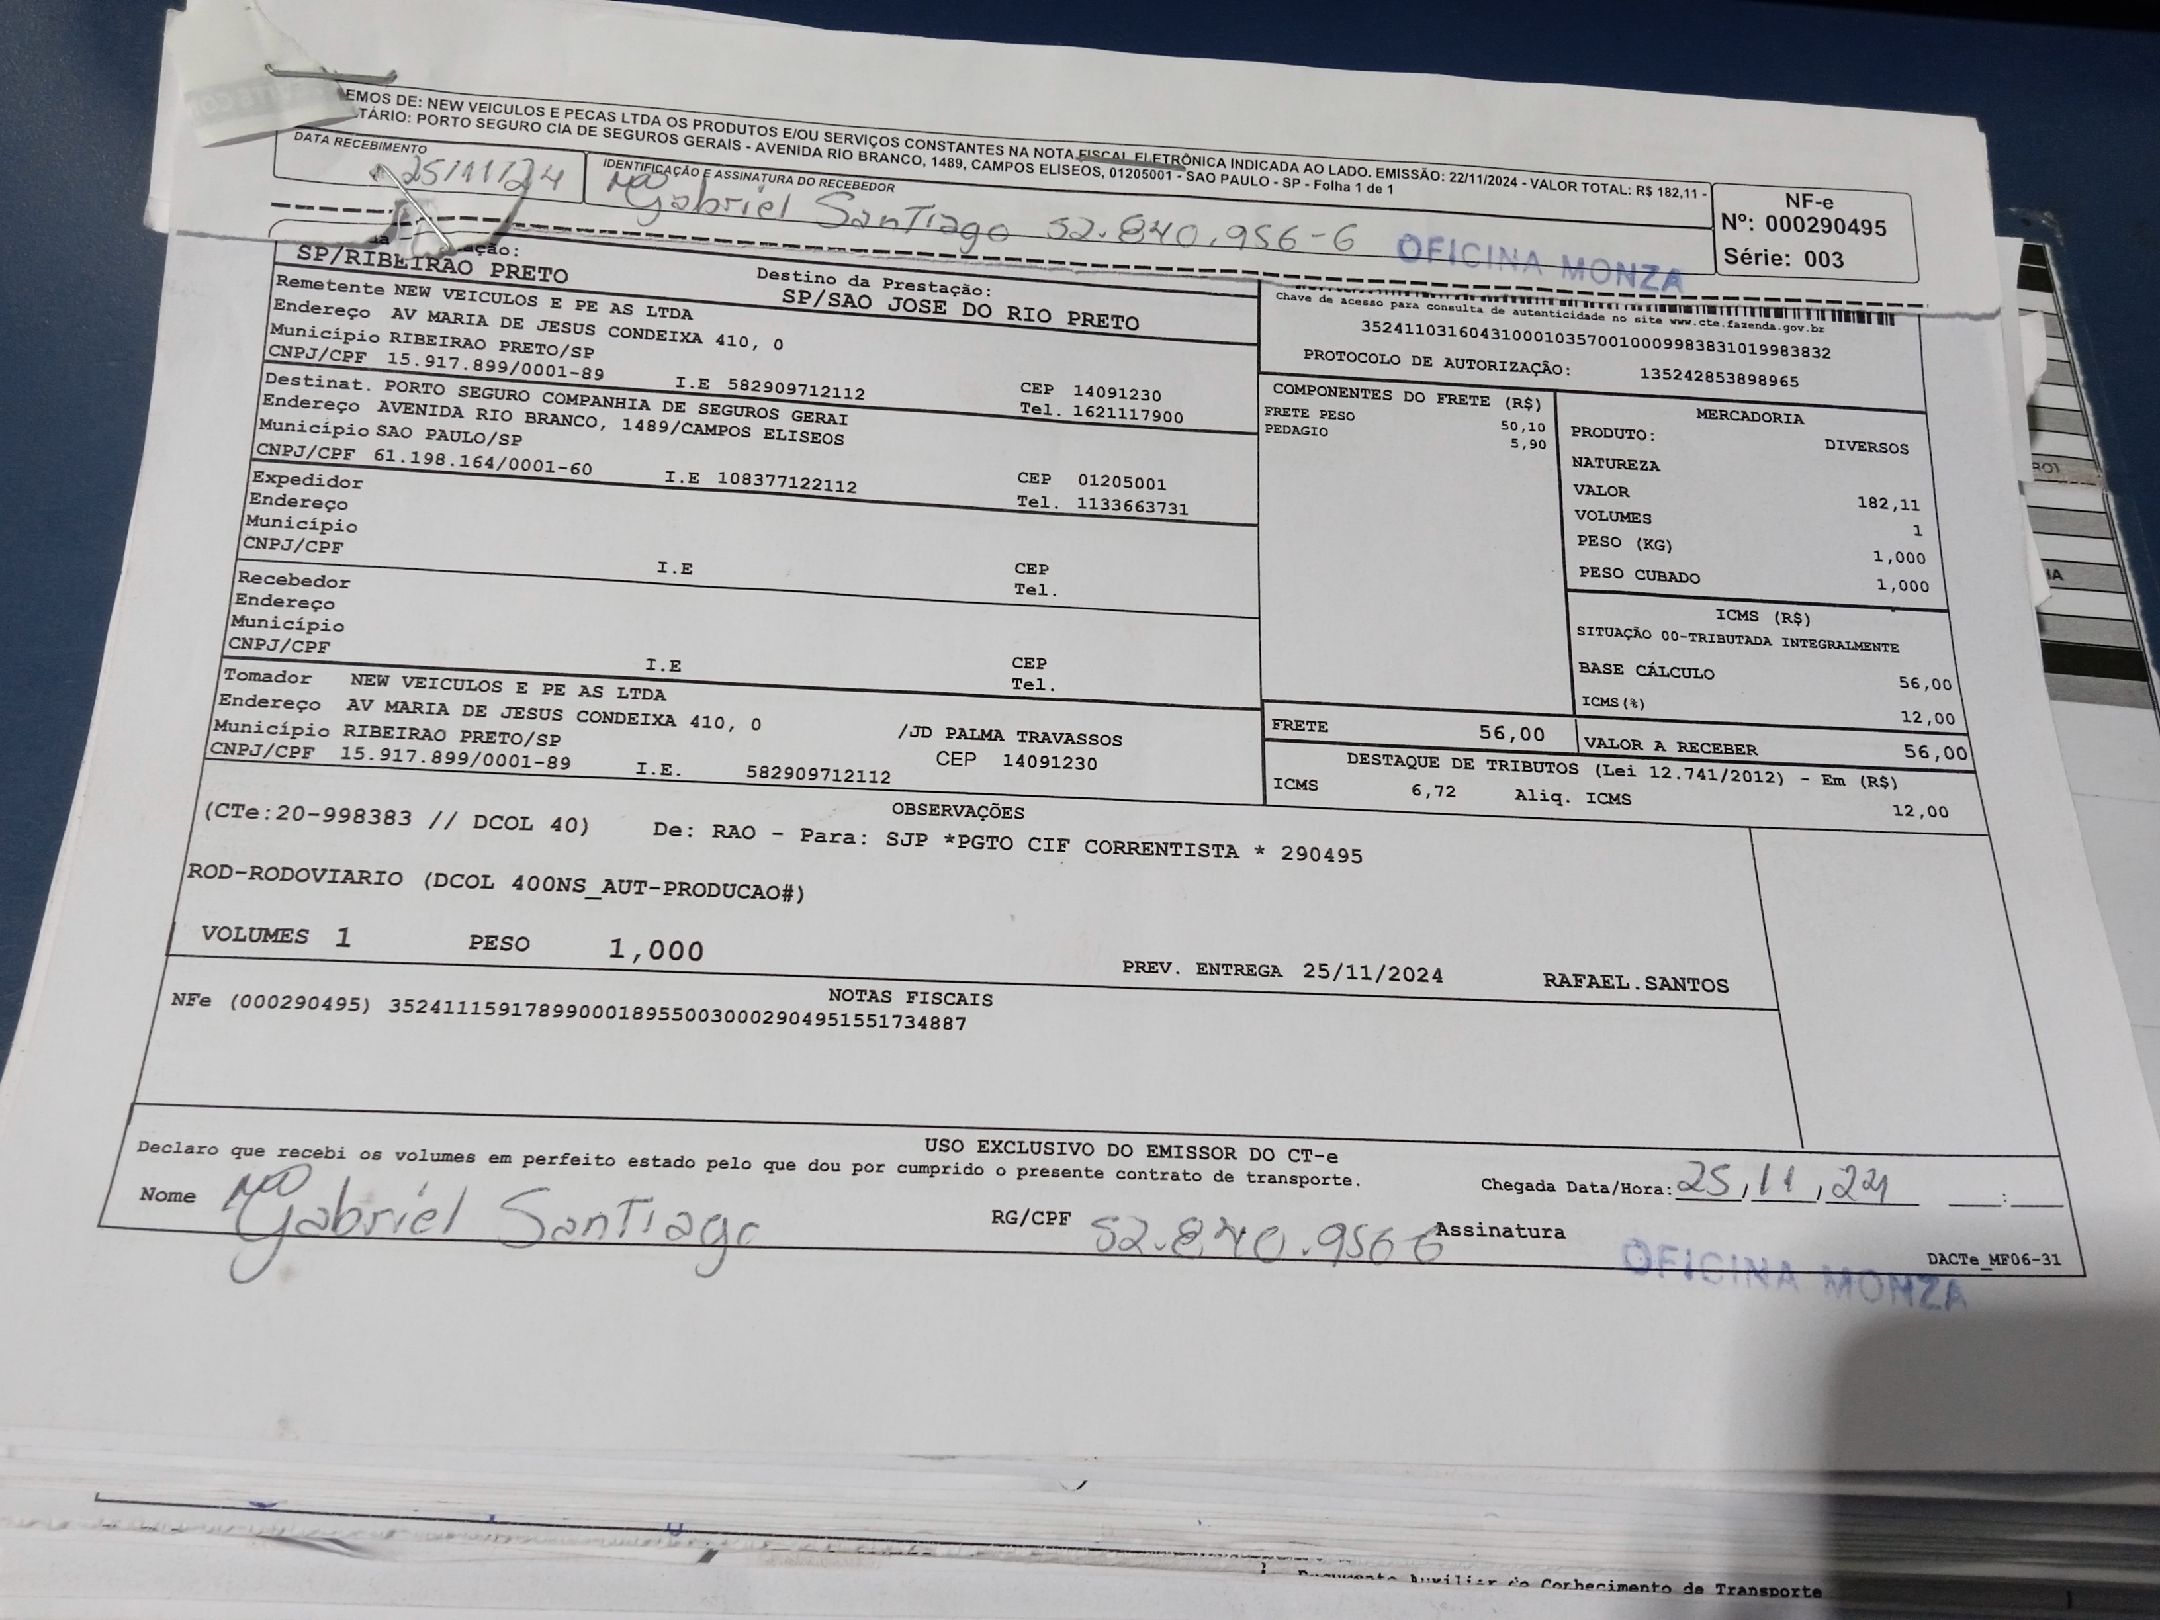 EMOS DE: NEW VEICULOS E PECAS LTDA OS PRODUTOS E/OU SERVIÇOS CONSTANTES NA NOTA FISCAL ELETRÔNICA INDICADA AO LADO. EMISSÃO: 22/11/2024 - VALOR TOTAL: R$ 182,11 -
TÁRIO: PORTO SEGURO CIA DE SEGUROS GERAIS - AVENIDA RIO BRANCO, 1489, CAMPOS ELISEOS, 01205001 - SAO PAULO - SP - Folha 1 de 1
DATA RECEBIMENTO
25/11/24
IDENTIFICAÇÃO E ASSINATURA DO RECEBEDOR
Gabriel Santiago 52.840.956-6
OFICINA MONZA
NF-e
Nº: 000290495
Série: 003
ação:
SP/RIBEIRAO PRETO
Destino da Prestação:
SP/SAO JOSE DO RIO PRETO
Remetente NEW VEICULOS E PE AS LTDA
Endereço AV MARIA DE JESUS CONDEIXA 410, 0
Município RIBEIRAO PRETO/SP
CEP 14091230
CNPJ/CPF 15.917.899/0001-89 I.E 582909712112 Tel. 1621117900
Destinat. PORTO SEGURO COMPANHIA DE SEGUROS GERAI
Endereço AVENIDA RIO BRANCO, 1489/CAMPOS ELISEOS
Município SAO PAULO/SP CEP 01205001
CNPJ/CPF 61.198.164/0001-60 I.E 108377122112 Tel. 1133663731
Expedidor
Endereço
Município CEP
CNPJ/CPF I.E Tel.
Recebedor
Endereço
Município CEP
CNPJ/CPF I.E Tel.
Tomador NEW VEICULOS E PE AS LTDA
Endereço AV MARIA DE JESUS CONDEIXA 410, 0 /JD PALMA TRAVASSOS
Município RIBEIRAO PRETO/SP CEP 14091230
CNPJ/CPF 15.917.899/0001-89 I.E. 582909712112
Chave de acesso para consulta de autenticidade no site www.cte.fazenda.gov.br
35241103160431000103570010009983831019983832
PROTOCOLO DE AUTORIZAÇÃO: 135242853898965
COMPONENTES DO FRETE (R$)
FRETE PESO 50,10
PEDAGIO 5,90
MERCADORIA
PRODUTO: DIVERSOS
NATUREZA
VALOR 182,11
VOLUMES 1
PESO (KG) 1,000
PESO CUBADO 1,000
ICMS (R$)
SITUAÇÃO 00-TRIBUTADA INTEGRALMENTE
BASE CÁLCULO 56,00
ICMS(%) 12,00
FRETE 56,00
VALOR A RECEBER 56,00
DESTAQUE DE TRIBUTOS (Lei 12.741/2012) - Em (R$)
ICMS 6,72 Aliq. ICMS 12,00
OBSERVAÇÕES
(CTe:20-998383 // DCOL 40) De: RAO - Para: SJP *PGTO CIF CORRENTISTA * 290495
ROD-RODOVIARIO (DCOL 400NS_AUT-PRODUCAO#)
VOLUMES 1 PESO 1,000 PREV. ENTREGA 25/11/2024 RAFAEL.SANTOS
NOTAS FISCAIS
NFe (000290495) 35241115917899000189550030002904951551734887
USO EXCLUSIVO DO EMISSOR DO CT-e
Declaro que recebi os volumes em perfeito estado pelo que dou por cumprido o presente contrato de transporte.
Chegada Data/Hora: 25,11,24 :
Nome Gabriel Santiago RG/CPF 52.840.956 6 Assinatura
OFICINA MONZA
DACTe_MF06-31
Documento Auxiliar do Conhecimento de Transporte